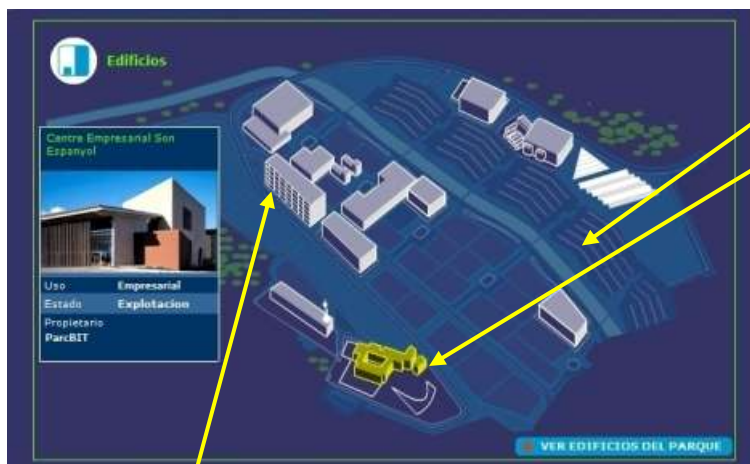 Edificios
Centre Empresarial Son
Espanyol
Uso Empresarial
Estado Explotacion
Propietario
ParcBIT
VER EDIFICIOS DEL PARQUE